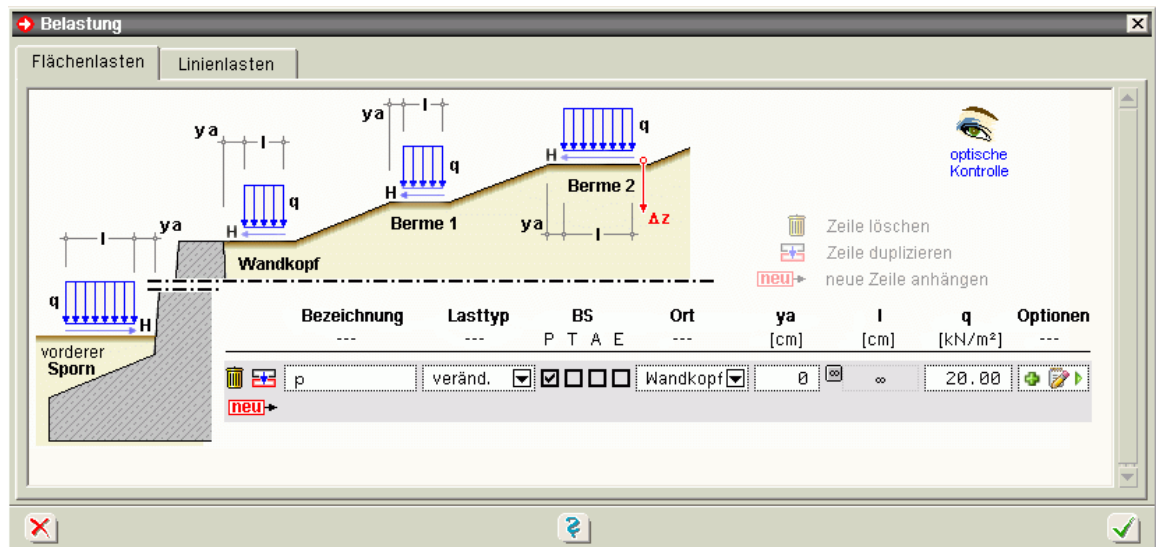 Belastung
Flächenlasten
Linienlasten
ya
l
q
H
Wandkopf
ya
l
q
H
Berme 1
q
H
Berme 2
ya
l
Δz
l
ya
q
H
vorderer
Sporn
optische
Kontrolle
Zeile löschen
Zeile duplizieren
neu neue Zeile anhängen
Bezeichnung Lasttyp BS Ort ya l q Optionen
--- --- P T A E --- [cm] [cm] [kN/m²] ---
p veränd. Wandkopf 0 ∞ ∞ 20.00
neu